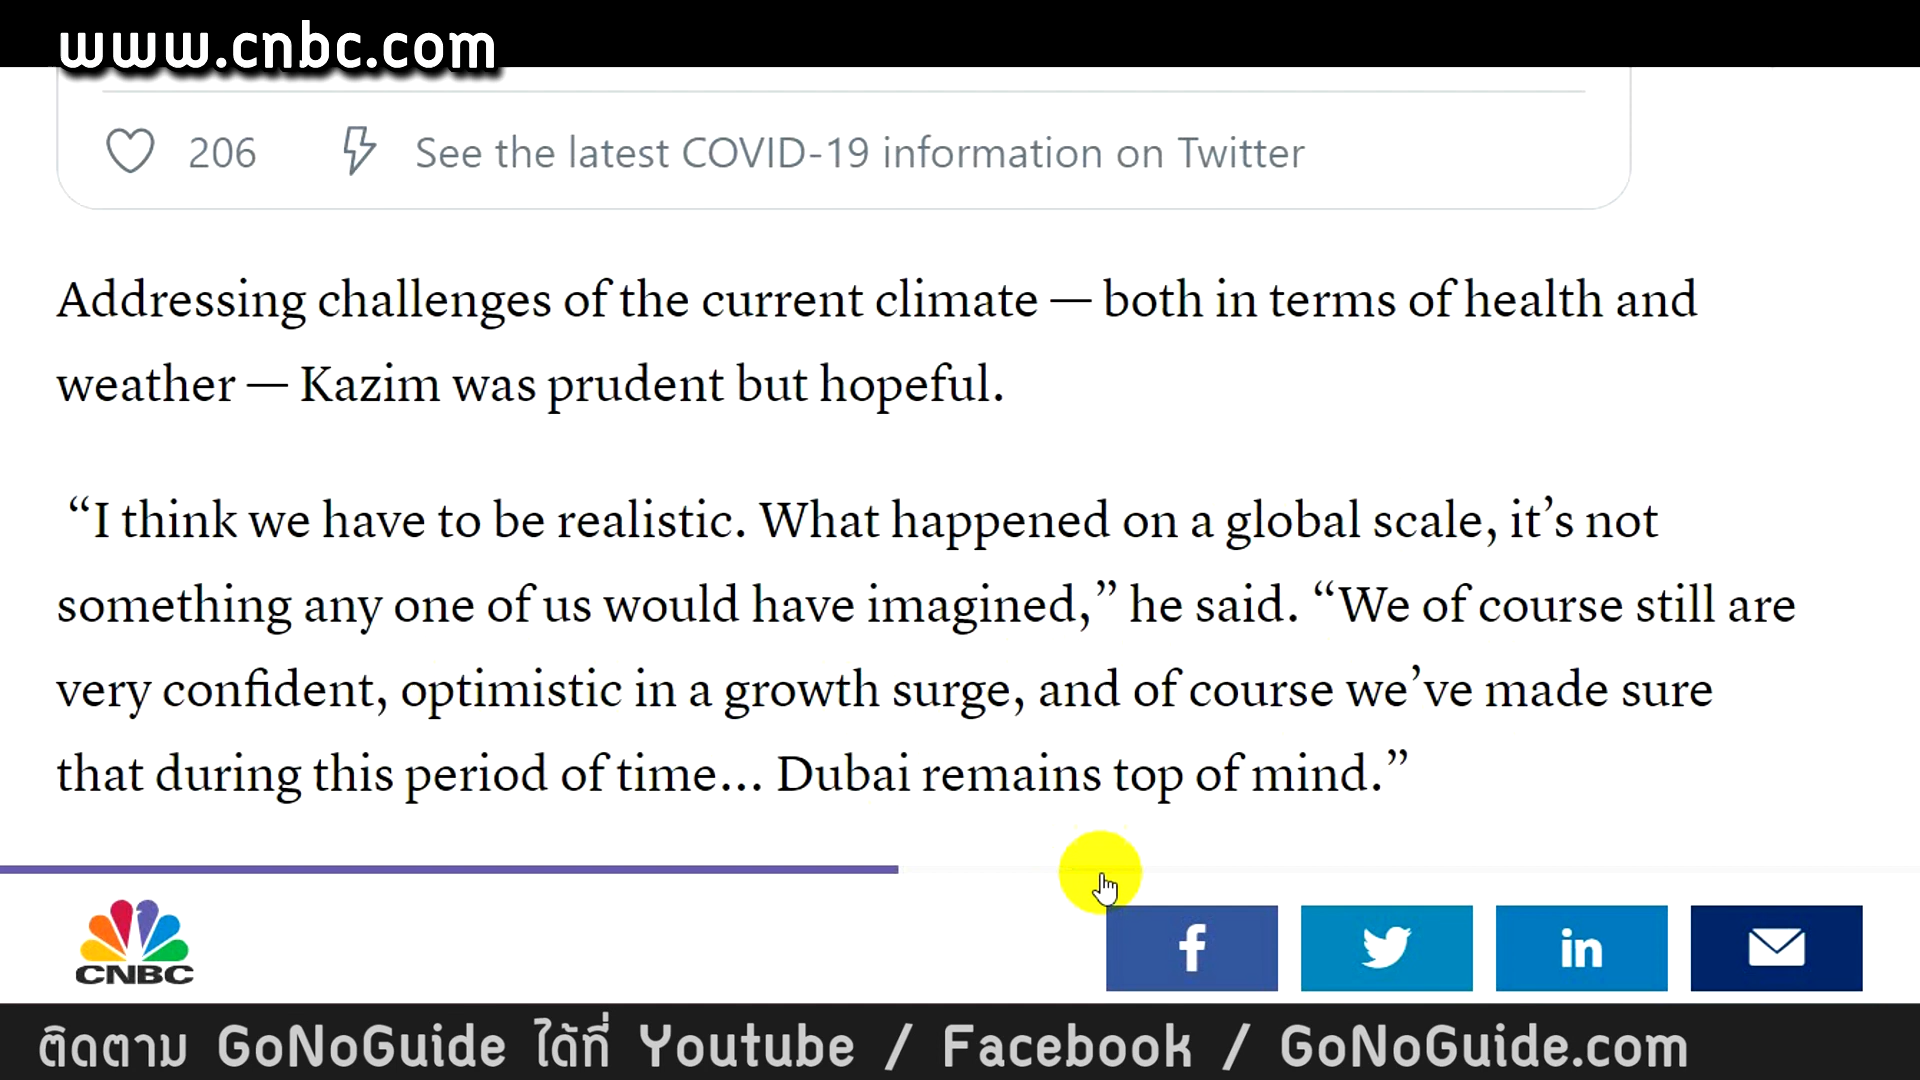 www.cnbc.com
206 See the latest COVID-19 information on Twitter
Addressing challenges of the current climate — both in terms of health and
weather — Kazim was prudent but hopeful.
“I think we have to be realistic. What happened on a global scale, it’s not
something any one of us would have imagined,” he said. “We of course still are
very confident, optimistic in a growth surge, and of course we’ve made sure
that during this period of time... Dubai remains top of mind.”
CNBC
ติดตาม GoNoGuide ได้ที่ Youtube / Facebook / GoNoGuide.com